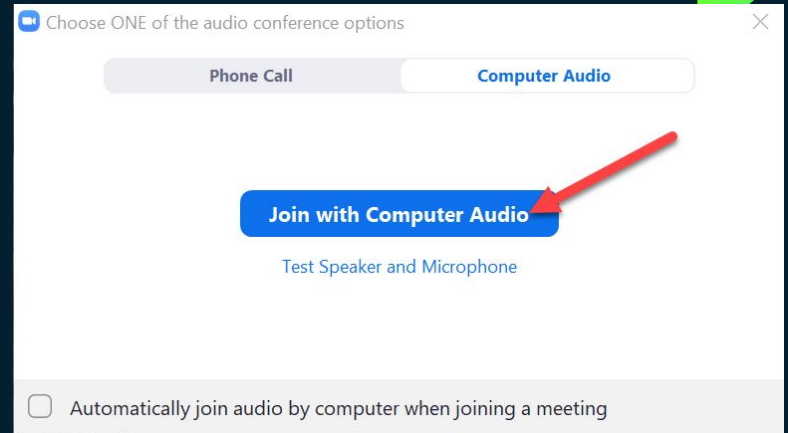 Choose ONE of the audio conference options
Phone Call
Computer Audio
Join with Computer Audio
Test Speaker and Microphone
Automatically join audio by computer when joining a meeting